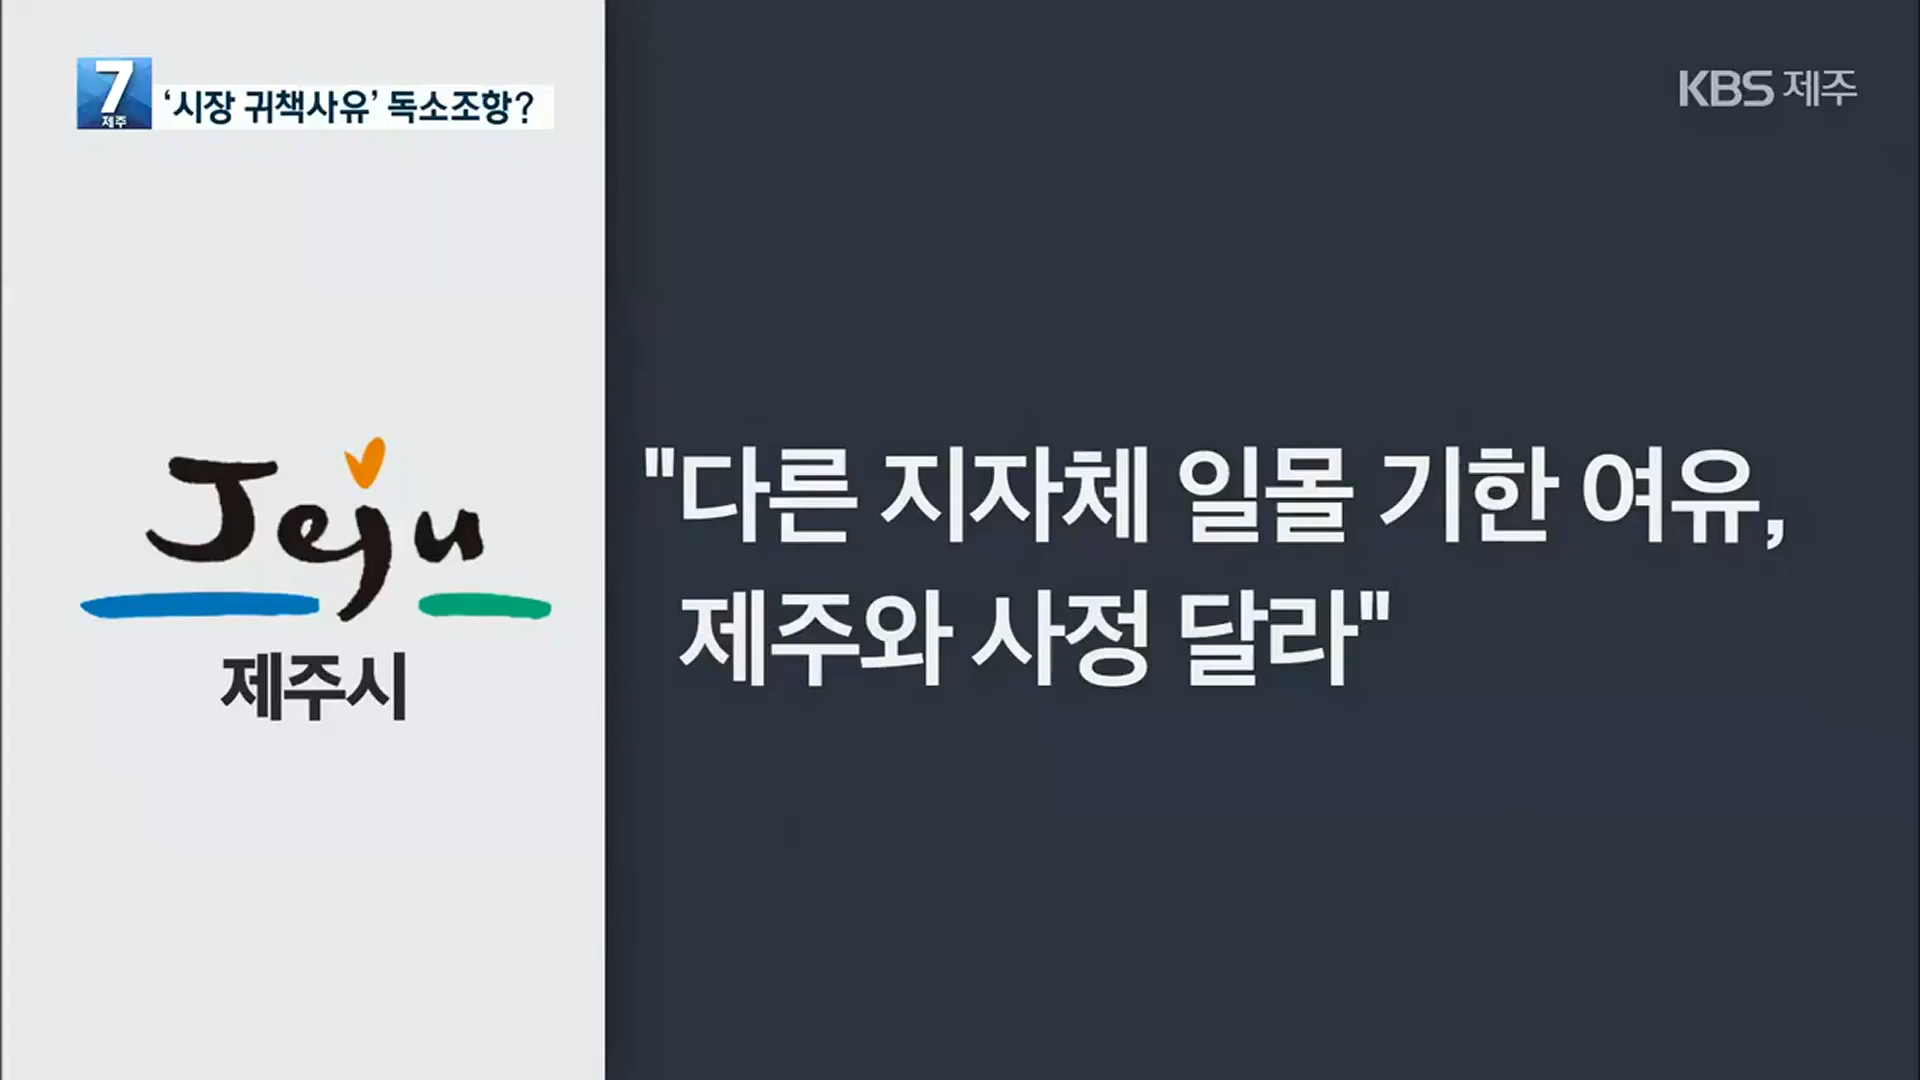 7
제주
‘시장 귀책사유’ 독소조항?
KBS 제주
Jeju
제주시
"다른 지자체 일몰 기한 여유,
제주와 사정 달라"